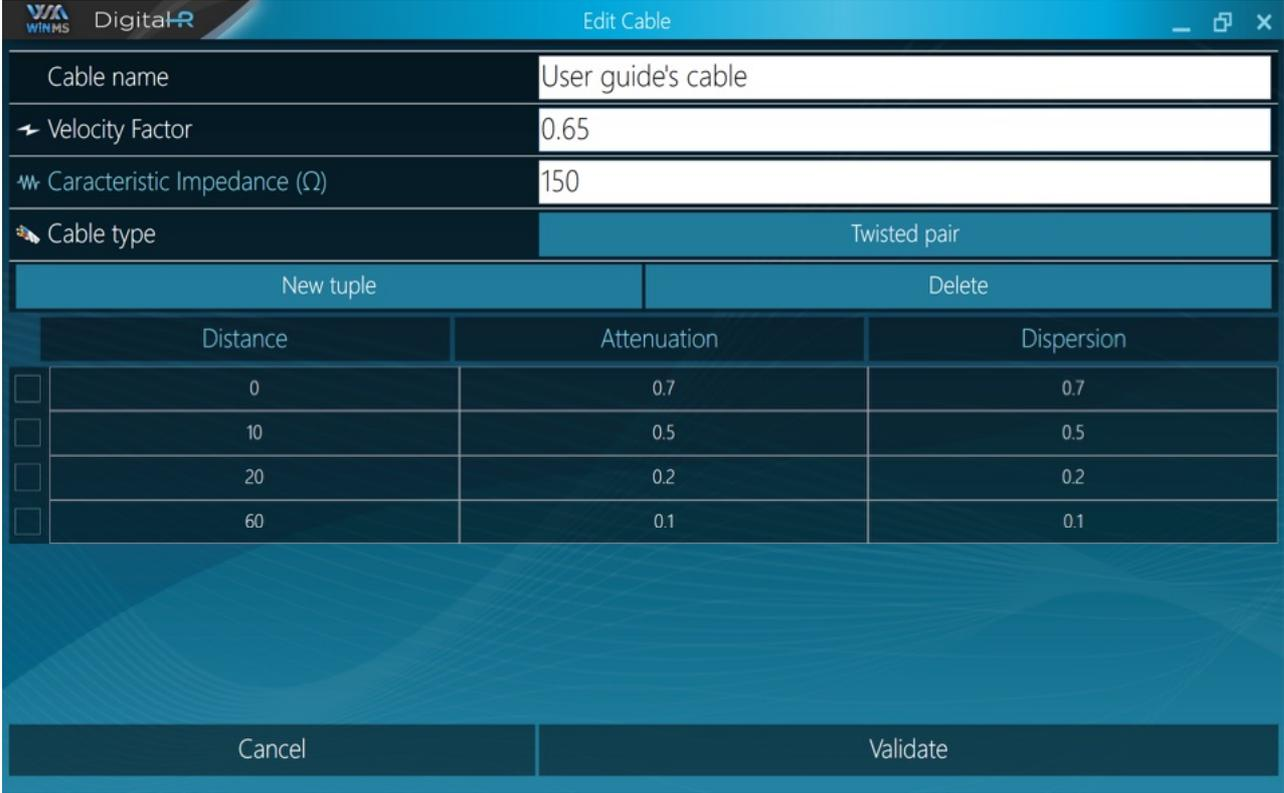 WiNMS Digital-R Edit Cable
Cable name User guide's cable
Velocity Factor 0.65
Caracteristic Impedance (Ω) 150
Cable type Twisted pair
New tuple Delete
Distance Attenuation Dispersion
0 0.7 0.7
10 0.5 0.5
20 0.2 0.2
60 0.1 0.1
Cancel Validate